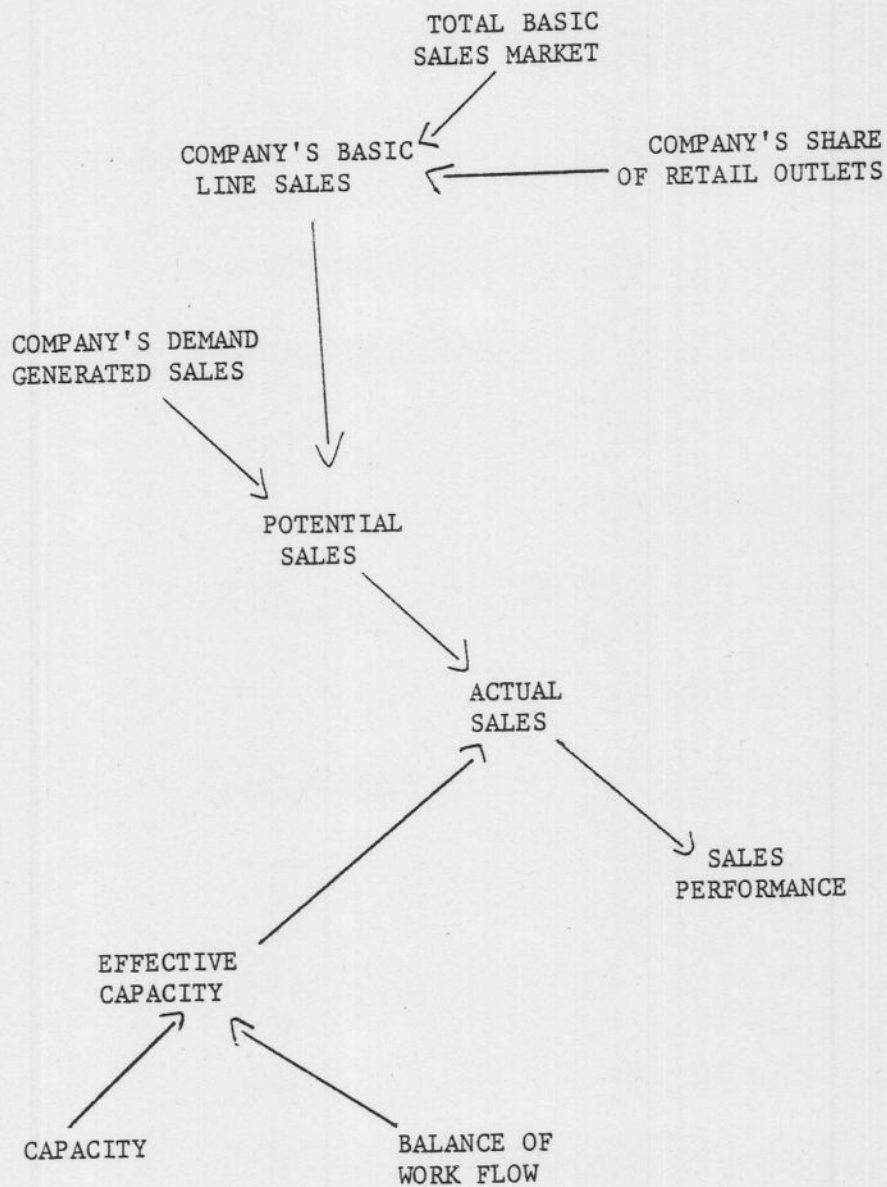 TOTAL BASIC
SALES MARKET
COMPANY'S BASIC
LINE SALES
COMPANY'S SHARE
OF RETAIL OUTLETS
COMPANY'S DEMAND
GENERATED SALES
POTENTIAL
SALES
ACTUAL
SALES
SALES
PERFORMANCE
EFFECTIVE
CAPACITY
CAPACITY
BALANCE OF
WORK FLOW